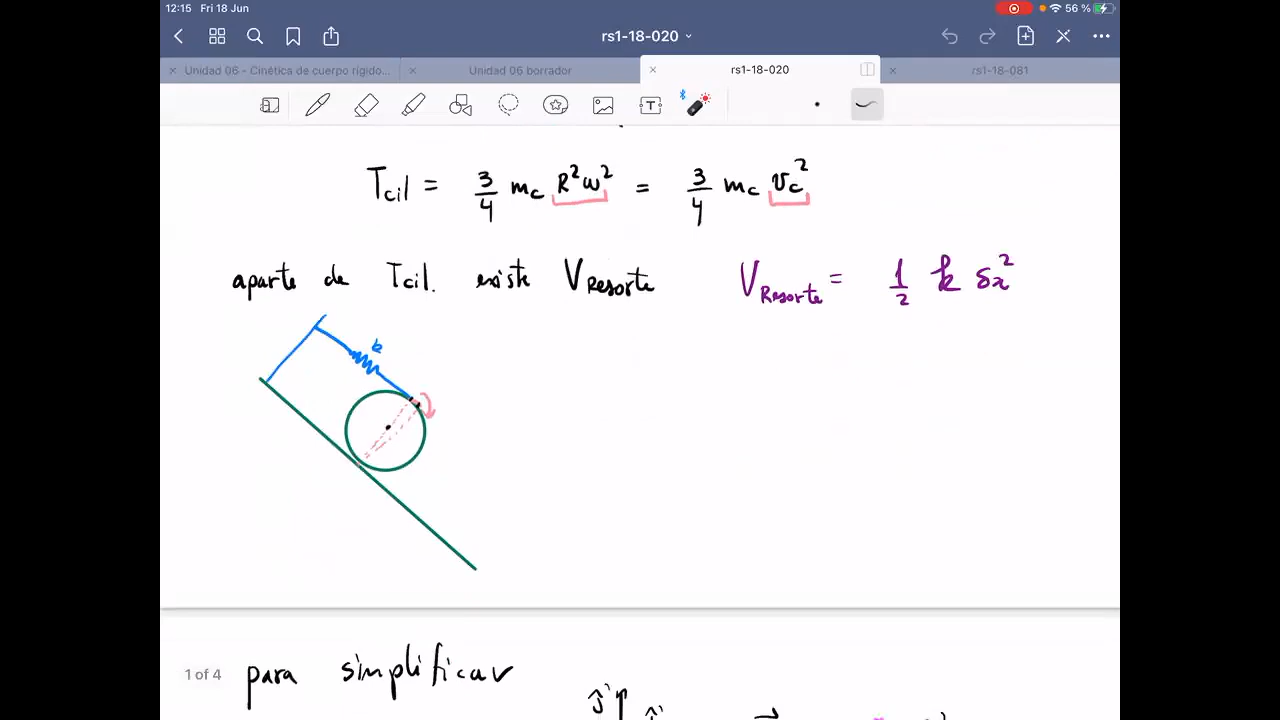 12:15 Fri 18 Jun 56 %
rs1-18-020
Unidad 06 - Cinética de cuerpo rígido... Unidad 06 borrador rs1-18-020 rs1-18-081
T
Tcil = 3/4 mc R²ω² = 3/4 mc vc²
aparte de Tcil. existe VResorte VResorte = 1/2 k δx²
k
1 of 4 para simplificar
ĵ' ĵ'